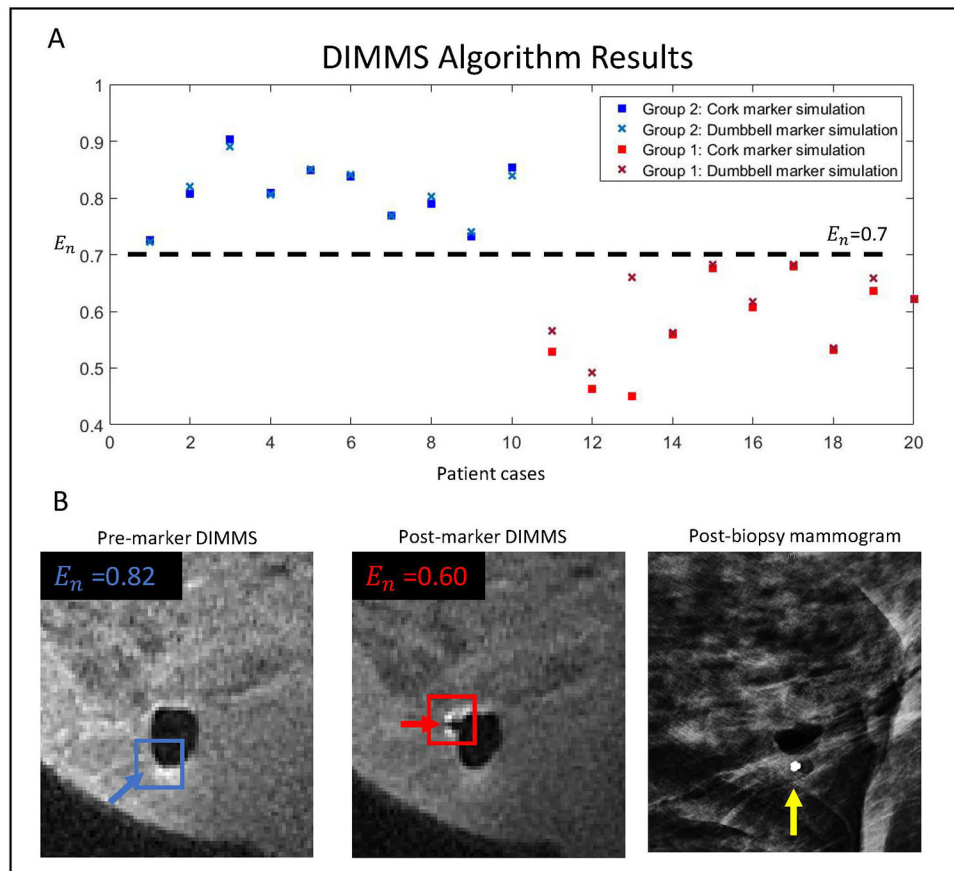 A
DIMMS Algorithm Results
1
0.9
0.8
0.7
0.6
0.5
0.4
E_n
Group 2: Cork marker simulation
Group 2: Dumbbell marker simulation
Group 1: Cork marker simulation
Group 1: Dumbbell marker simulation
E_n=0.7
0 2 4 6 8 10 12 14 16 18 20
Patient cases
B
Pre-marker DIMMS
Post-marker DIMMS
Post-biopsy mammogram
E_n =0.82
E_n =0.60